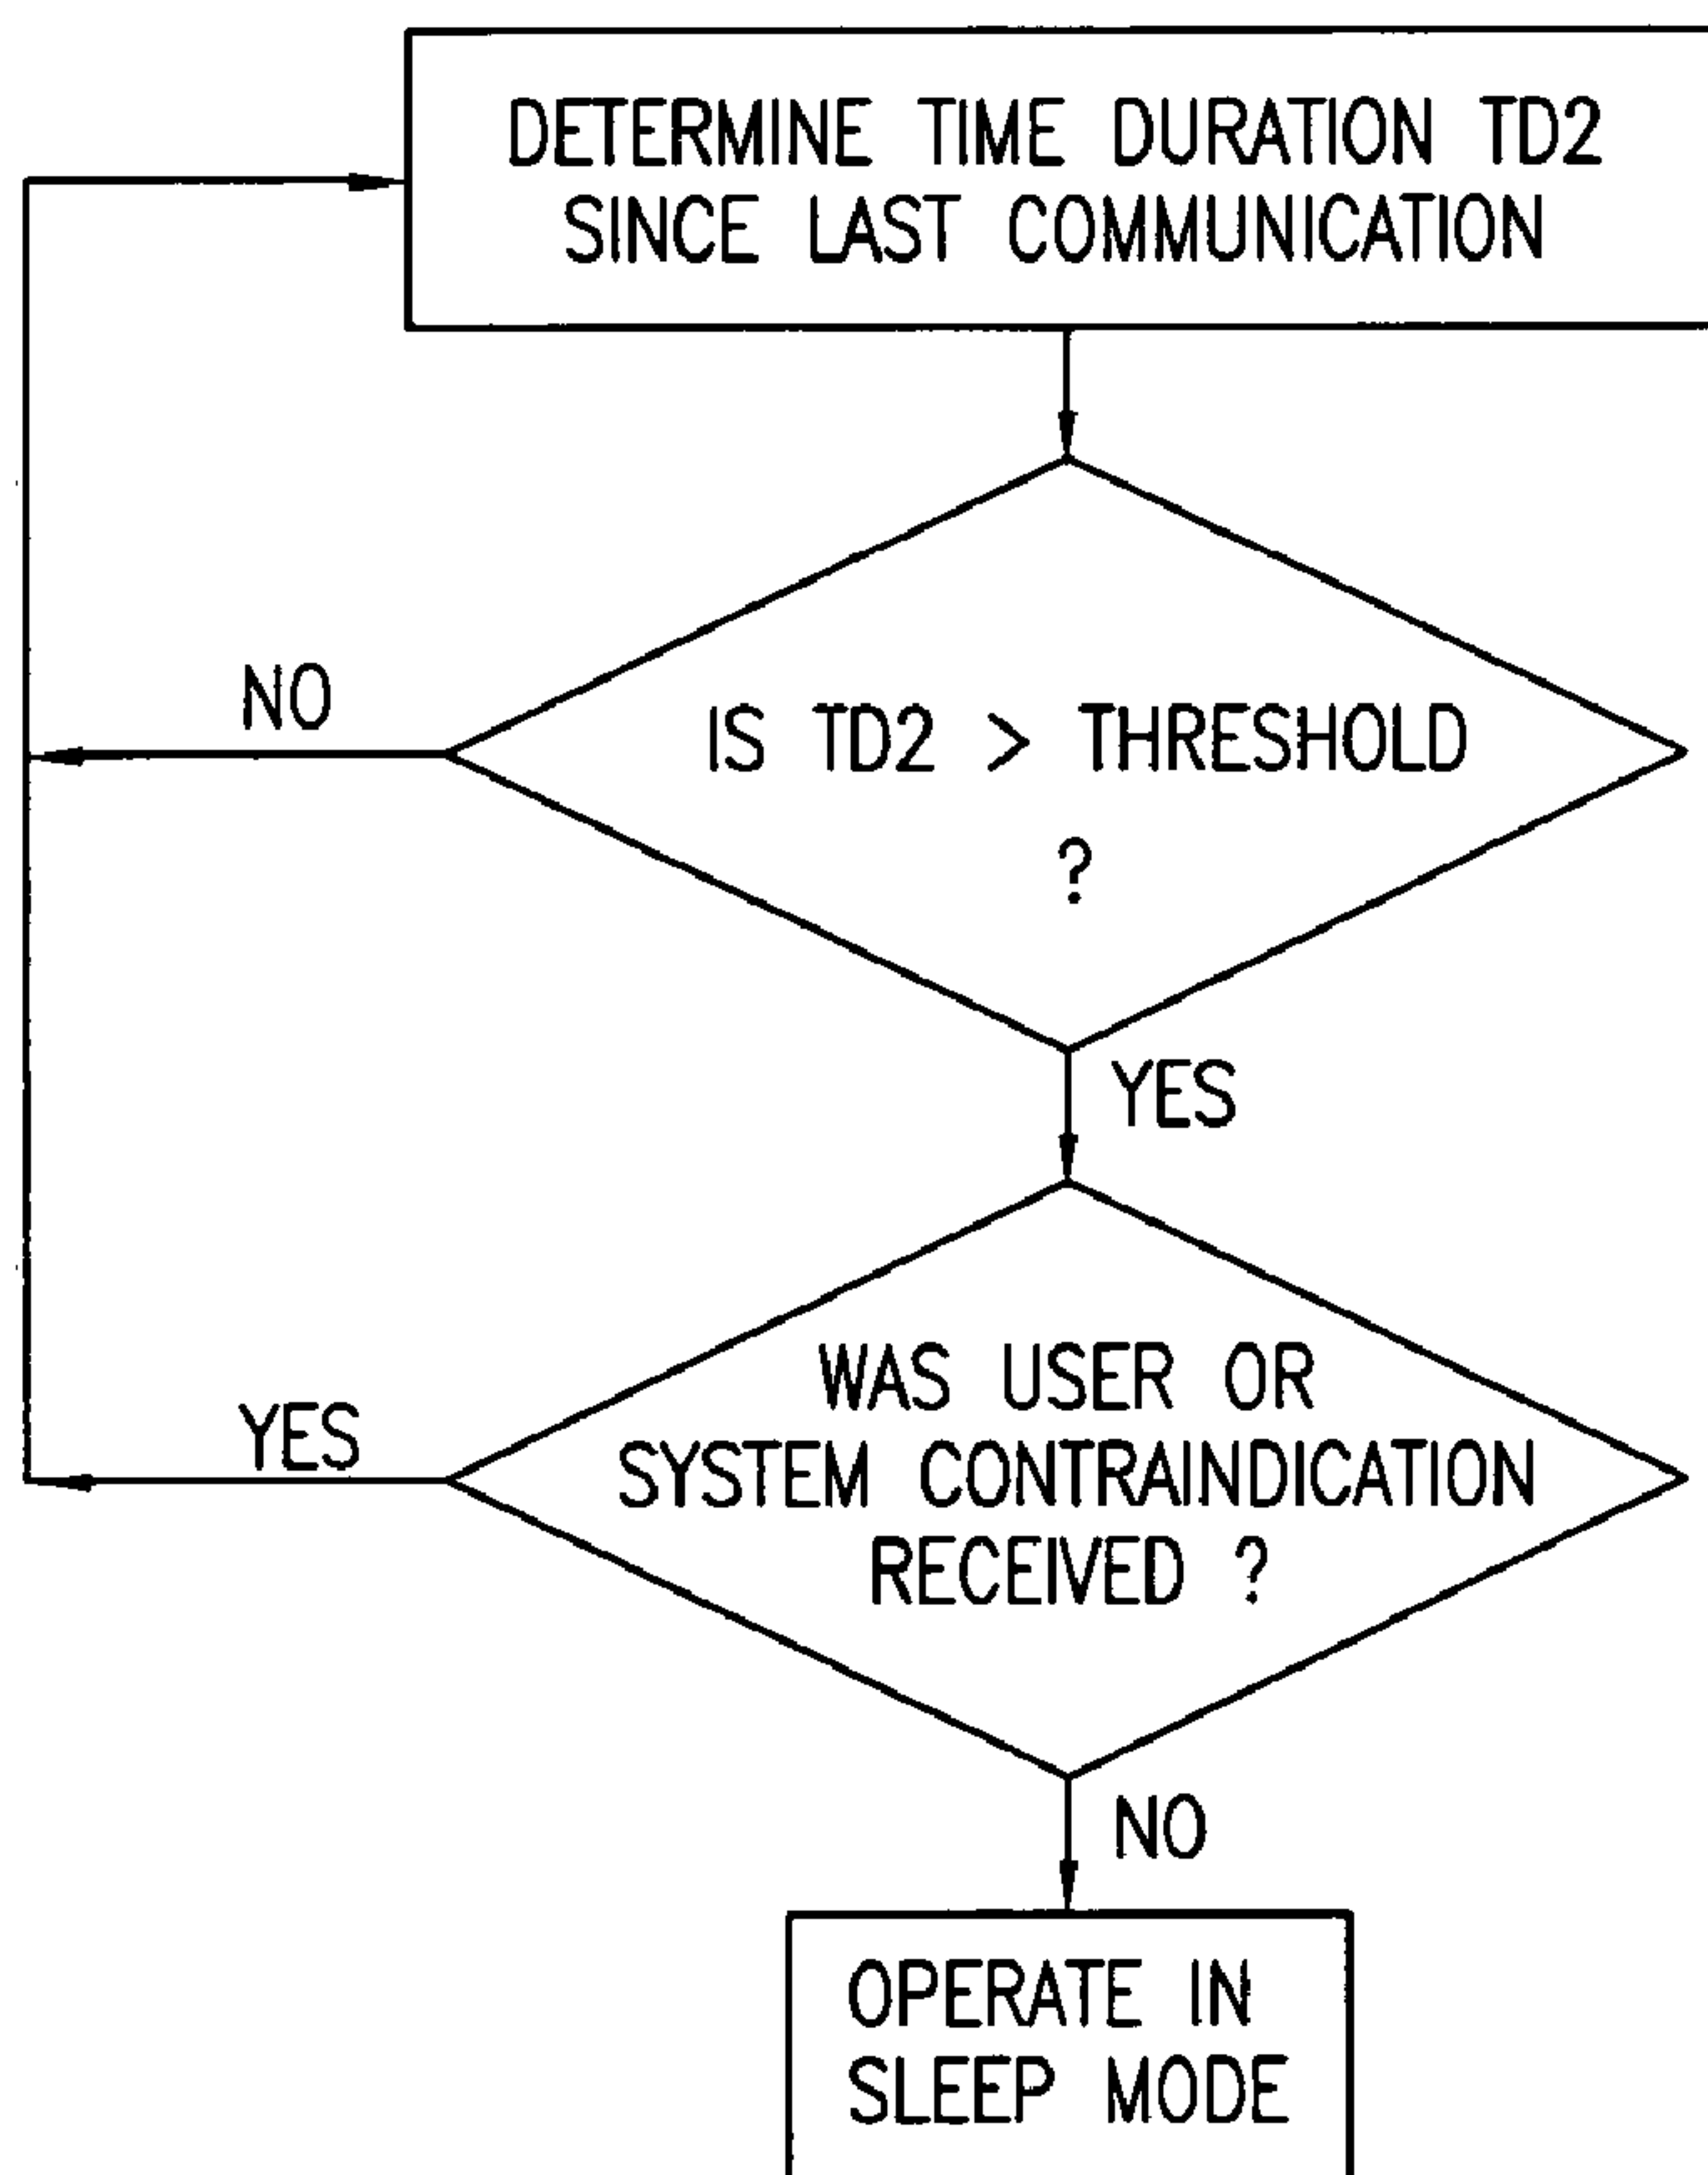 DETERMINE TIME DURATION TD2
SINCE LAST COMMUNICATION
NO
IS TD2 > THRESHOLD
?
YES
WAS USER OR
SYSTEM CONTRAINDICATION
RECEIVED ?
YES
NO
OPERATE IN
SLEEP MODE